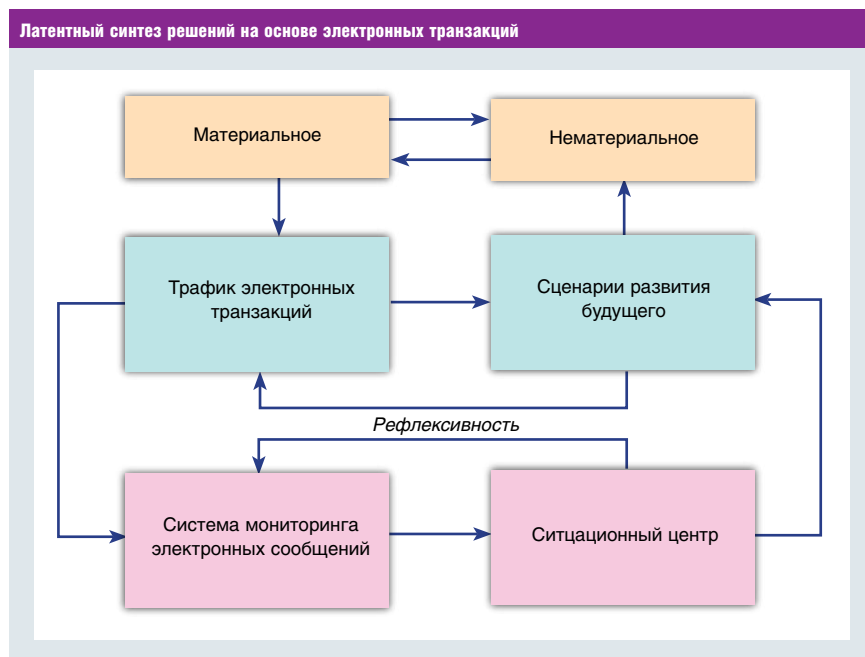 Латентный синтез решений на основе электронных транзакций
Материальное
Нематериальное
Трафик электронных
транзакций
Сценарии развития
будущего
Рефлексивность
Система мониторинга
электронных сообщений
Ситцационный центр